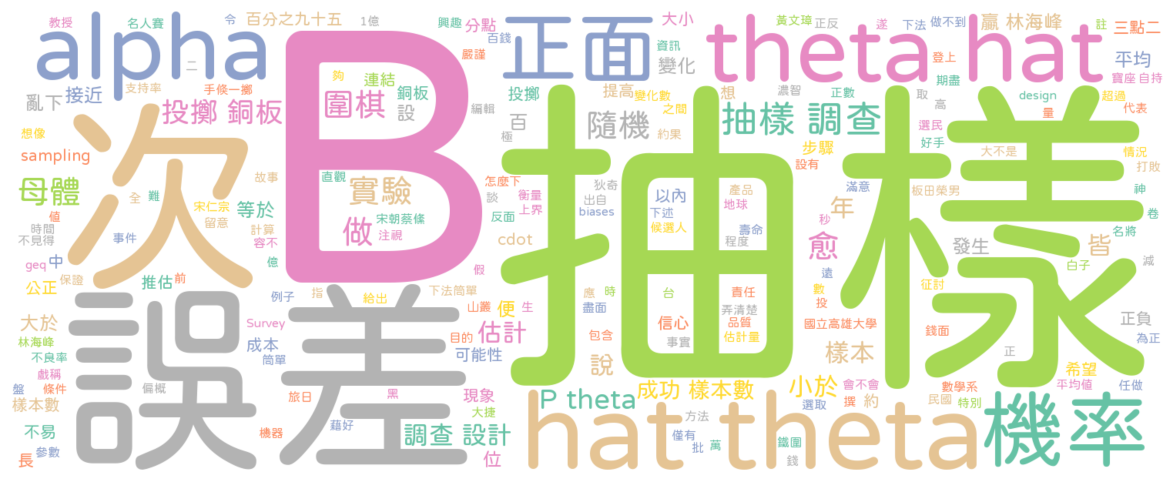 教授
名人賽
令
百分之九十五
1億
興趣
分點
大小
黃文璋
正反
遂
下法
做不到
贏 林海峰
註
三點二
alpha
二
百錢
嚴謹
正面
資訊
變化
theta hat
登上
平均
寶座
自持
支持率
手倏一擲
夠
連結
亂下
接近
投擲 銅板
圍棋
銅板
設
編輯
投擲
提高
變化數
想
濃智
正數
期盡
design
超過
取
高
之間
量
代表
想像
sampling
次
B
百
極
約果
隨機
抽樣 調查
選民
好手
情況
步驟
大不是
打敗
設有
母體
故事
全
難
直觀
實驗
怎麼下
談
衡量
狄奇
出自
以內
產品
地球
滿意
板田榮男
神
卷
值
宋仁宗
留意
等於
做
宋朝蔡絛
注視
反面
上界
biases
下述
候選人
壽命
程度
年
秒
名將
時間
不見得
事件
計算
容不
cdot
抽樣
愈
發生
皆
geq
中
保證
前
億
假
應
時
台
責任
遠
數
白子
減
公正
推估
例子
指
給出
下法簡單
山叢
便
生
盡面
弄清楚
投
征討
大於
Survey
目的
信心
品質
國立高雄大學
錢面
正負
林海峰
誤差
成本
簡單
估計
包含
事實
估計量
為正
不良率
可能性
說
樣本
正
戲稱
條件
偏概
盤
旅日
黑
現象
成功 樣本數
小於
會不會
數學系
希望
平均值
任做
樣本數
大捷
P theta
選取
撰
約
民國
特別
不易
機器
藉好
調查 設計
hat theta
方法
僅有
萬
鐵圍
機率
長
參數
位
批
錢